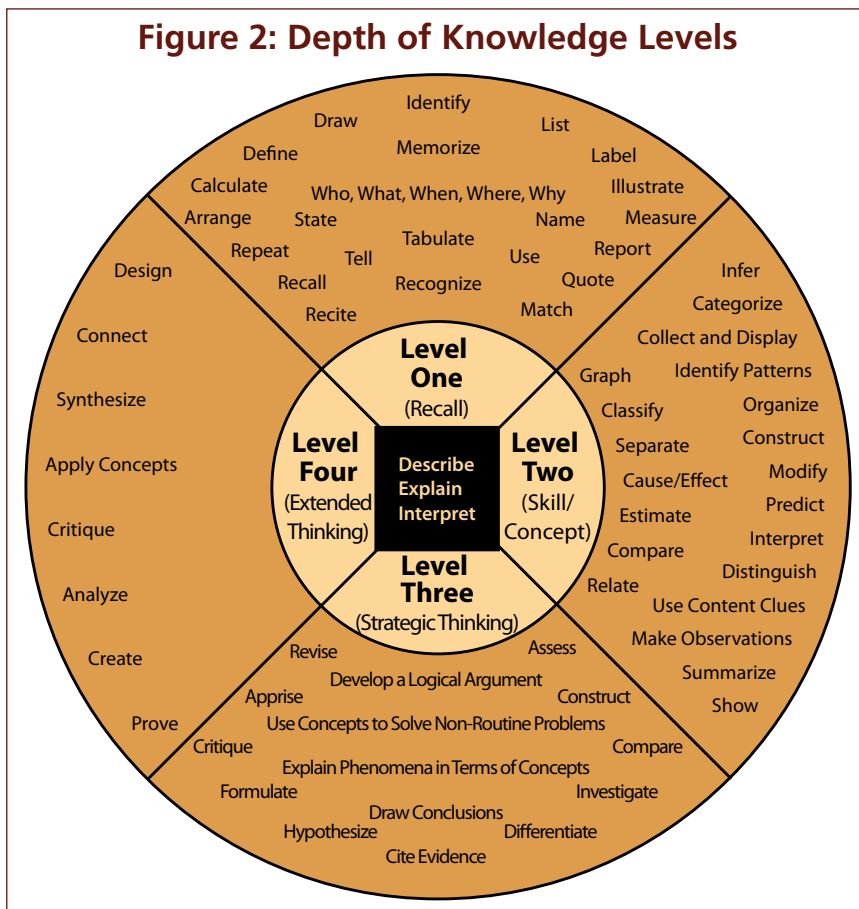 Figure 2: Depth of Knowledge Levels
Identify
Draw
List
Define
Memorize
Label
Calculate
Who, What, When, Where, Why
Illustrate
Arrange
State
Name
Measure
Repeat
Tell
Tabulate
Use
Report
Recall
Recognize
Quote
Recite
Match
Level
One
(Recall)
Infer
Categorize
Collect and Display
Graph
Identify Patterns
Classify
Organize
Separate
Construct
Cause/Effect
Modify
Estimate
Predict
Compare
Interpret
Relate
Distinguish
Use Content Clues
Make Observations
Summarize
Show
Level
Two
(Skill/
Concept)
Describe
Explain
Interpret
Level
Four
(Extended
Thinking)
Design
Connect
Synthesize
Apply Concepts
Critique
Analyze
Create
Prove
Level
Three
(Strategic Thinking)
Revise
Assess
Develop a Logical Argument
Apprise
Construct
Use Concepts to Solve Non-Routine Problems
Critique
Compare
Explain Phenomena in Terms of Concepts
Formulate
Investigate
Draw Conclusions
Hypothesize
Differentiate
Cite Evidence